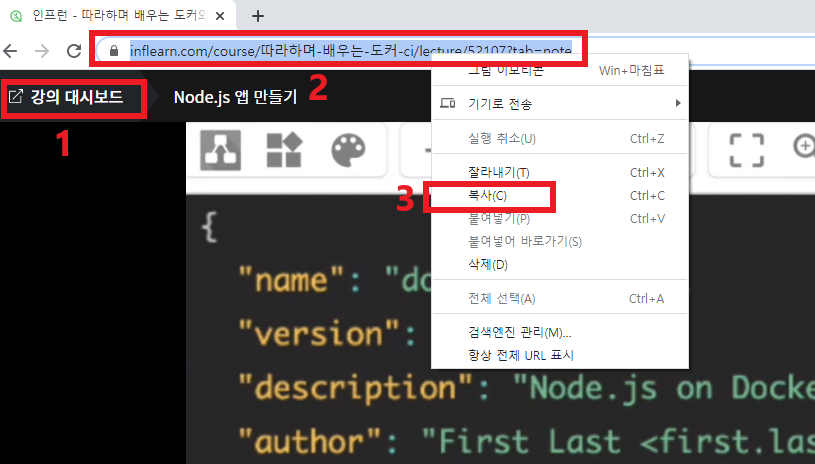 인프런 - 따라하며 배우는 도커와
inflearn.com/course/따라하며-배우는-도커-ci/lecture/52107?tab=note
강의 대시보드
Node.js 앱 만들기
2
1
그림 이모티콘 Win+마침표
기기로 전송
실행 취소(U) Ctrl+Z
잘라내기(T) Ctrl+X
3
복사(C) Ctrl+C
붙여넣기(P) Ctrl+V
붙여넣어 바로가기(S)
삭제(D)
전체 선택(A) Ctrl+A
검색엔진 관리(M)...
항상 전체 URL 표시
{
"name": "do
"version":
"description": "Node.js on Docke
"author": "First Last <first.las